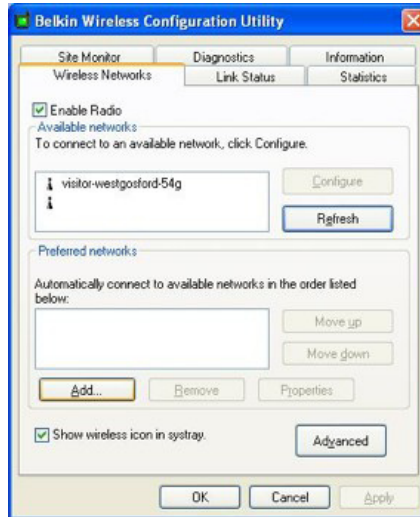 Belkin Wireless Configuration Utility
Site Monitor
Diagnostics
Information
Wireless Networks
Link Status
Statistics
Enable Radio
Available networks
To connect to an available network, click Configure.
visitor-westgosford-54g
Configure
Refresh
Preferred networks
Automatically connect to available networks in the order listed
below:
Move up
Move down
Add...
Remove
Properties
Show wireless icon in systray.
Advanced
OK
Cancel
Apply